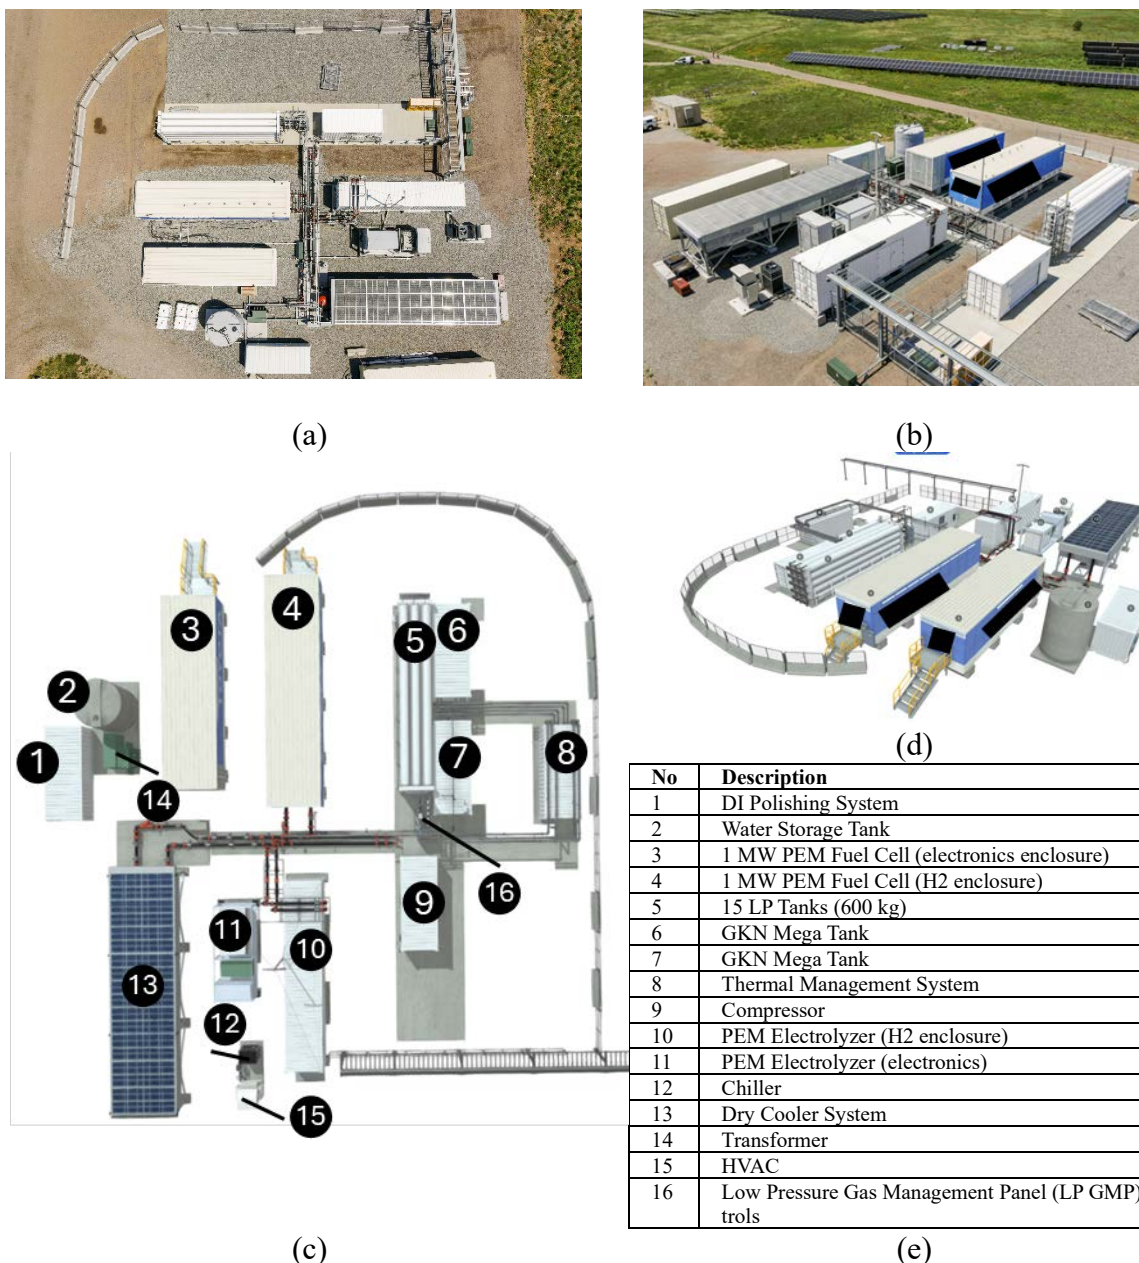 (a)
(b)
3
4
5
6
2
1
14
7
8
16
9
11
10
13
12
15
(c)
(d)
No Description
1 DI Polishing System
2 Water Storage Tank
3 1 MW PEM Fuel Cell (electronics enclosure)
4 1 MW PEM Fuel Cell (H2 enclosure)
5 15 LP Tanks (600 kg)
6 GKN Mega Tank
7 GKN Mega Tank
8 Thermal Management System
9 Compressor
10 PEM Electrolyzer (H2 enclosure)
11 PEM Electrolyzer (electronics)
12 Chiller
13 Dry Cooler System
14 Transformer
15 HVAC
16 Low Pressure Gas Management Panel (LP GMP)
trols
(e)